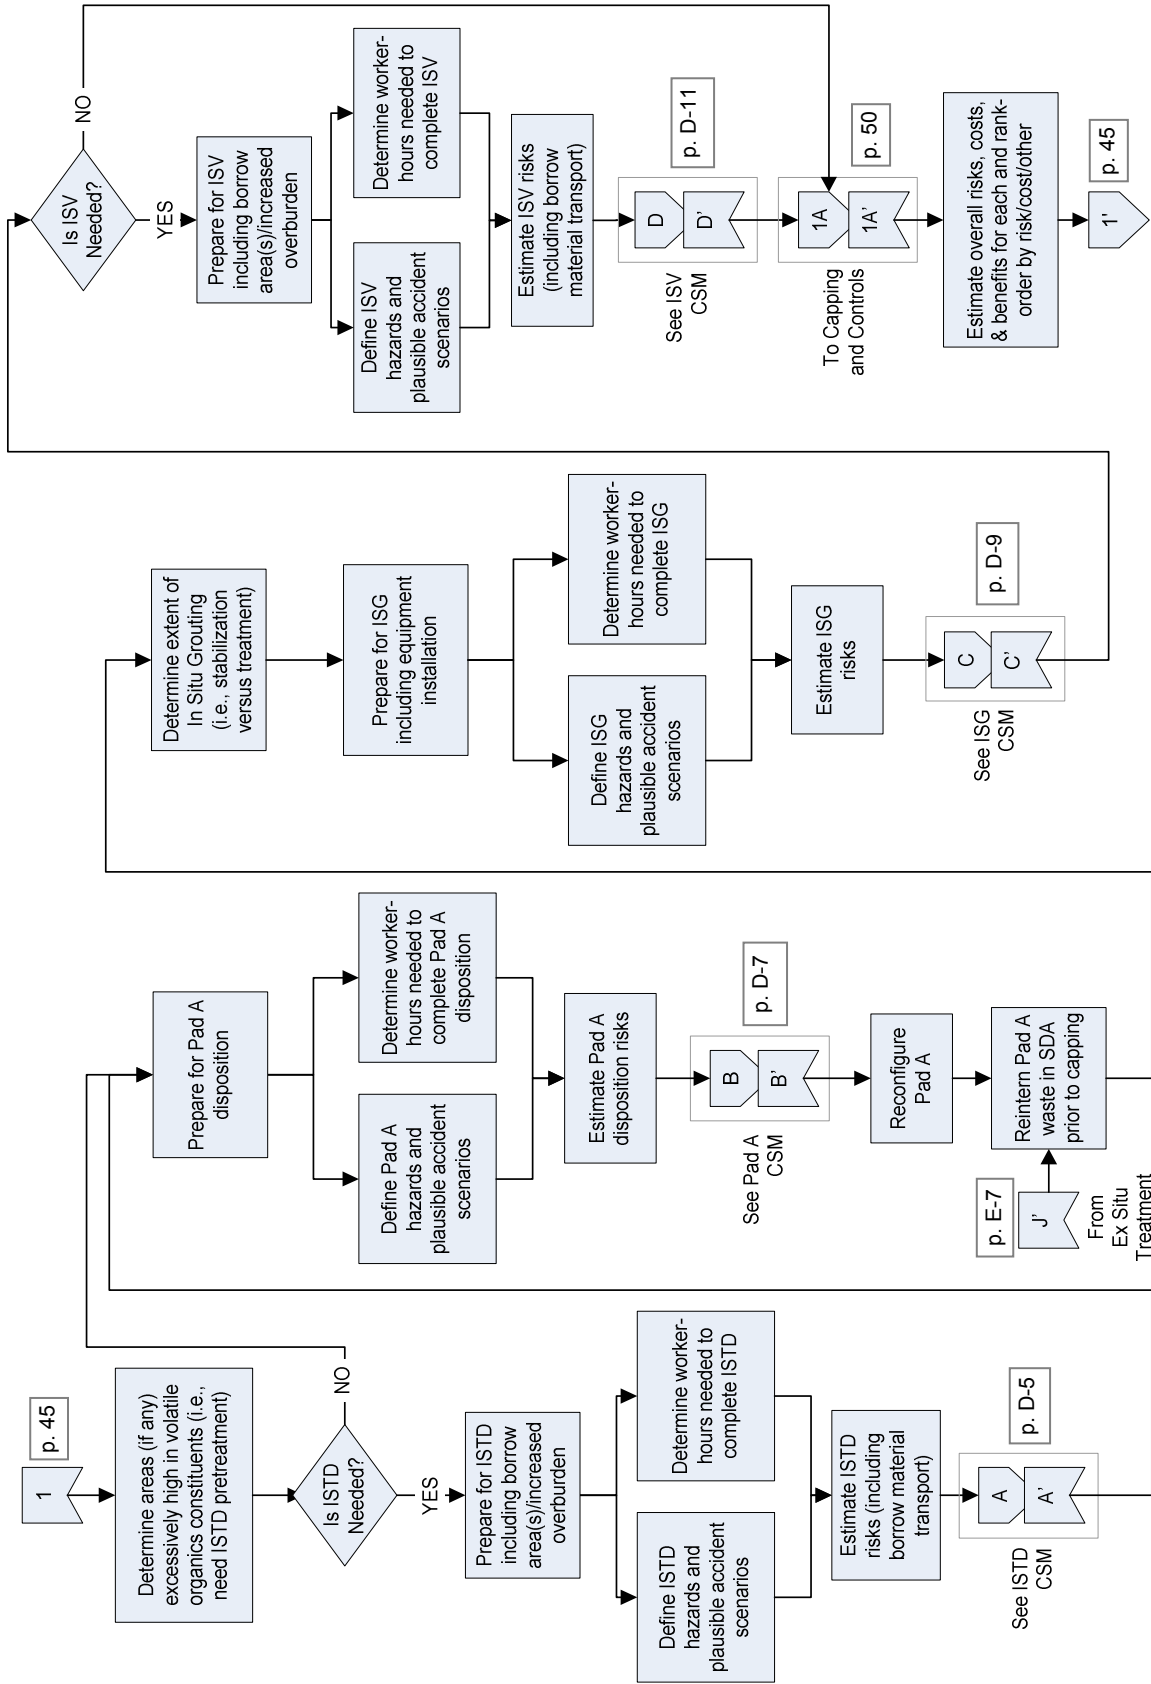 1
p. 45
Determine areas (if any)
excessively high in volatile
organics constituents (i.e.,
need ISTD pretreatment)
Is ISTD
Needed?
NO
YES
Prepare for ISTD
including borrow
area(s)/increased
overburden
Define ISTD
hazards and
plausible accident
scenarios
Determine worker-
hours needed to
complete ISTD
Estimate ISTD
risks (including
borrow material
transport)
See ISTD
CSM
A
A'
p. D-5
Prepare for Pad A
disposition
Define Pad A
hazards and
plausible accident
scenarios
Determine worker-
hours needed to
complete Pad A
disposition
Estimate Pad A
disposition risks
See Pad A
CSM
B
B'
p. D-7
Reconfigure
Pad A
p. E-7
J'
From
Ex Situ
Treatment
Reintern Pad A
waste in SDA
prior to capping
Determine extent of
In Situ Grouting
(i.e., stabilization
versus treatment)
Prepare for ISG
including equipment
installation
Define ISG
hazards and
plausible accident
scenarios
Determine worker-
hours needed to
complete ISG
Estimate ISG
risks
See ISG
CSM
C
C'
p. D-9
Is ISV
Needed?
NO
YES
Prepare for ISV
including borrow
area(s)/increased
overburden
Define ISV
hazards and
plausible accident
scenarios
Determine worker-
hours needed to
complete ISV
Estimate ISV risks
(including borrow
material transport)
See ISV
CSM
D
D'
p. D-11
To Capping
and Controls
1A
1A'
p. 50
Estimate overall risks, costs,
& benefits for each and rank-
order by risk/cost/other
1'
p. 45